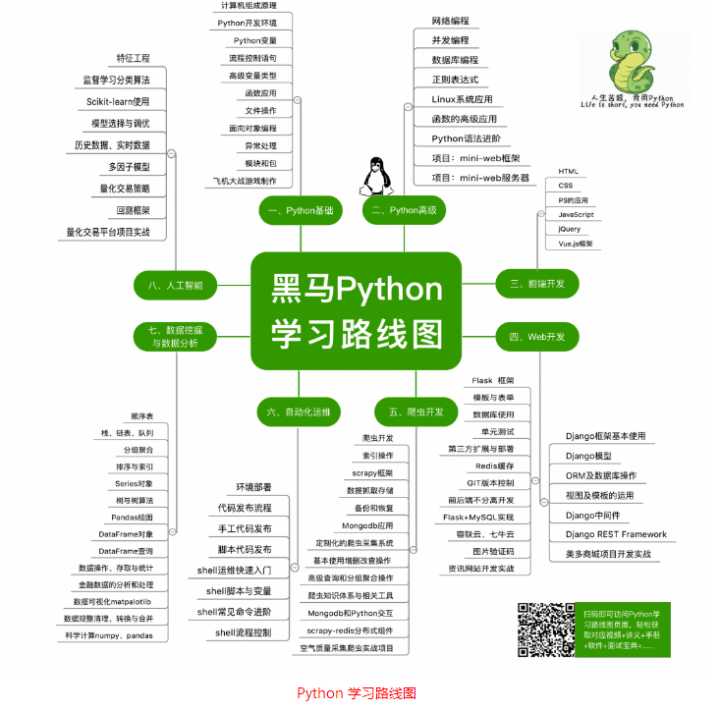 黑马Python
学习路线图
一、Python基础
计算机组成原理
Python开发环境
Python变量
流程控制语句
高级变量类型
函数应用
文件操作
面向对象编程
异常处理
模块和包
飞机大战游戏制作
二、Python高级
网络编程
并发编程
数据库编程
正则表达式
Linux系统应用
函数的高级应用
Python语法进阶
项目：mini-web框架
项目：mini-web服务器
人生苦短，我用Python
Life is short, you need Python
三、前端开发
HTML
CSS
PS的应用
JavaScript
jQuery
Vue.js框架
四、Web开发
Flask 框架
模板与表单
数据库使用
单元测试
第三方扩展与部署
Redis缓存
GIT版本控制
前后端不分离开发
Flask+MySQL实现
容联云、七牛云
图片验证码
资讯网站开发实战
Django框架基本使用
Django模型
ORM及数据库操作
视图及模板的运用
Django中间件
Django REST Framework
美多商城项目开发实战
五、爬虫开发
爬虫开发
索引操作
scrapy框架
数据抓取存储
备份和恢复
Mongodb应用
定制化的爬虫采集系统
基本使用增删改查操作
高级查询和分组聚合操作
爬虫知识体系与相关工具
Mongodb和Python交互
scrapy-redis分布式组件
空气质量采集爬虫实战项目
六、自动化运维
环境部署
代码发布流程
手工代码发布
脚本代码发布
shell运维快速入门
shell脚本与变量
shell常见命令进阶
shell流程控制
七、数据挖掘
与数据分析
顺序表
栈、链表、队列
分组聚合
排序与索引
Series对象
树与树算法
Pandas绘图
DataFrame对象
DataFrame查询
数据操作、存取与统计
金融数据的分析和处理
数据可视化matpalotlib
数据规整清理、转换与合并
科学计算numpy、pandas
八、人工智能
特征工程
监督学习分类算法
Scikit-learn使用
模型选择与调优
历史数据、实时数据
多因子模型
量化交易策略
回测框架
量化交易平台项目实战
扫码即可访问Python学
习路线图页面，轻松获
取对应视频+讲义+手册
+软件+面试宝典+......
Python 学习路线图